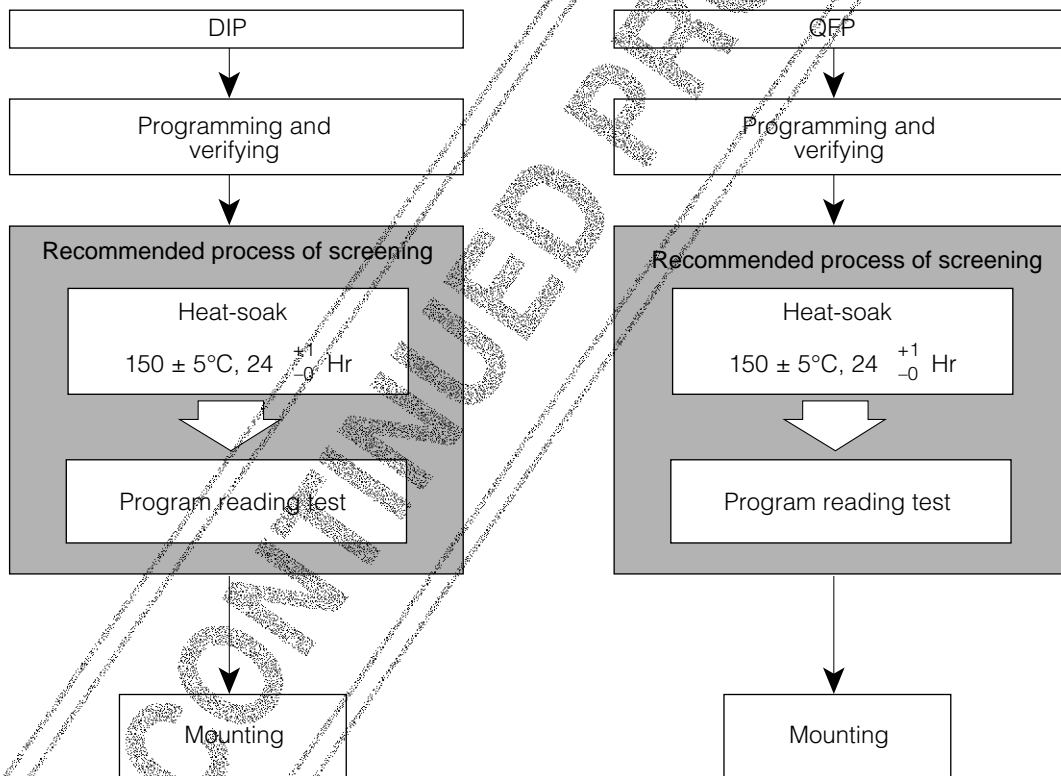 DIP
Programming and
verifying
Recommended process of screening
Heat-soak
150 ± 5°C, 24 +1 −0 Hr
Program reading test
Mounting
QFP
Programming and
verifying
Recommended process of screening
Heat-soak
150 ± 5°C, 24 +1 −0 Hr
Program reading test
Mounting
CONTINUED PRO